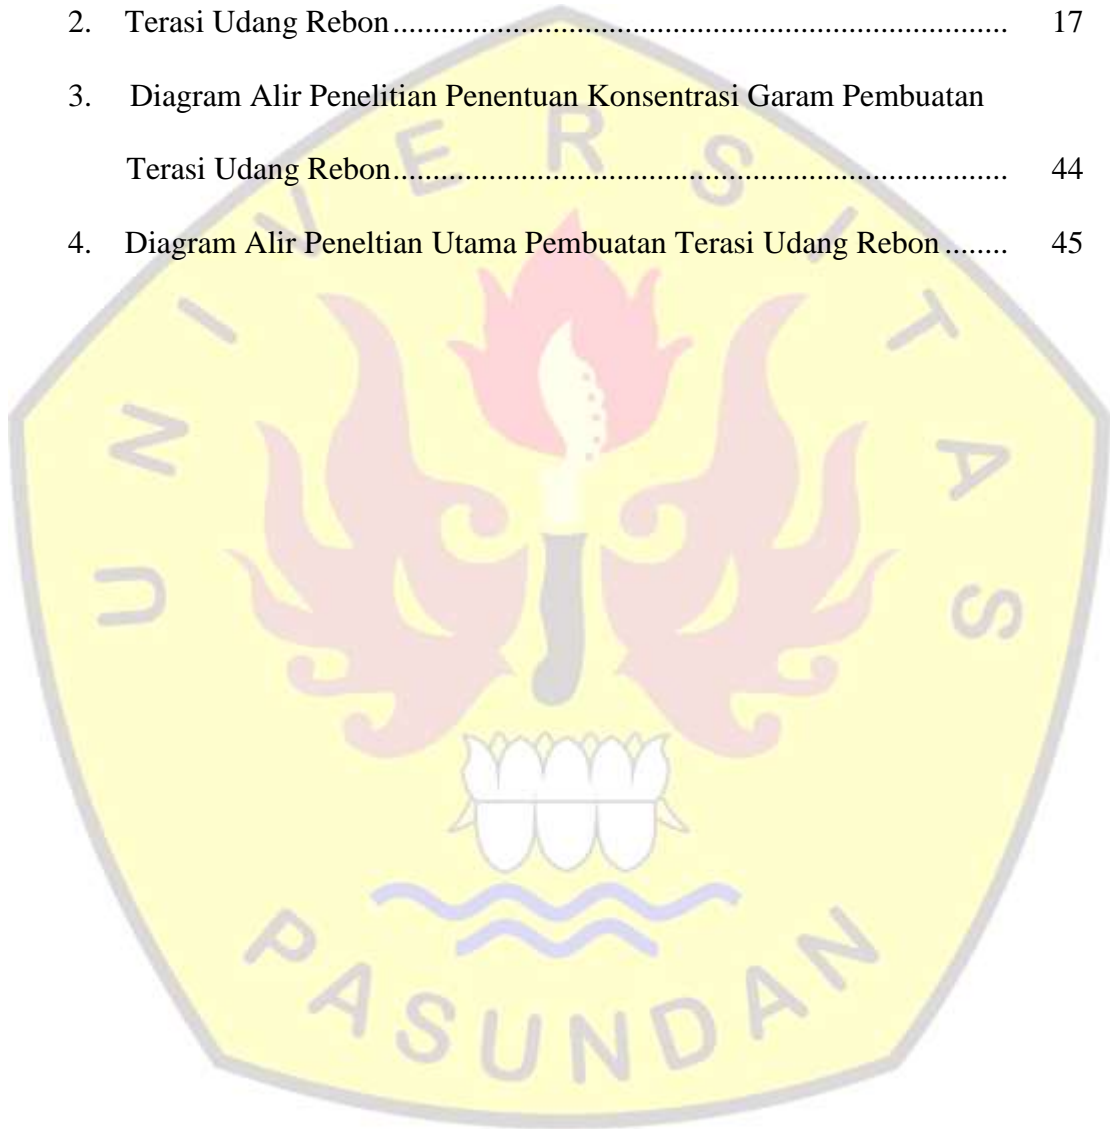 2. Terasi Udang Rebon ........................................................................... 17
3. Diagram Alir Penelitian Penentuan Konsentrasi Garam Pembuatan
Terasi Udang Rebon ........................................................................... 44
4. Diagram Alir Peneltian Utama Pembuatan Terasi Udang Rebon ........ 45
UNIVERSITAS
PASUNDAN